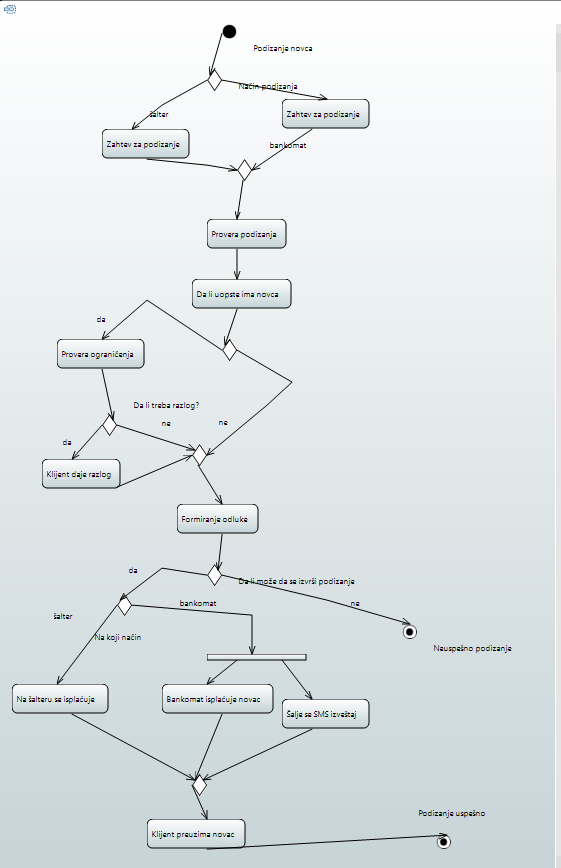 Podizanje novca
Način podizanja
šalter
Zahtev za podizanje
Zahtev za podizanje
bankomat
Provera podizanja
Da li uopste ima novca
da
Provera ograničenja
Da li treba razlog?
ne
ne
da
Klijent daje razlog
Formiranje odluke
da
Da li može da se izvrši podizanje
bankomat
ne
šalter
Na koji način
Neuspešno podizanje
Na šalteru se isplaćuje
Bankomat isplaćuje novac
Šalje se SMS izveštaj
Podizanje uspešno
Klijent preuzima novac